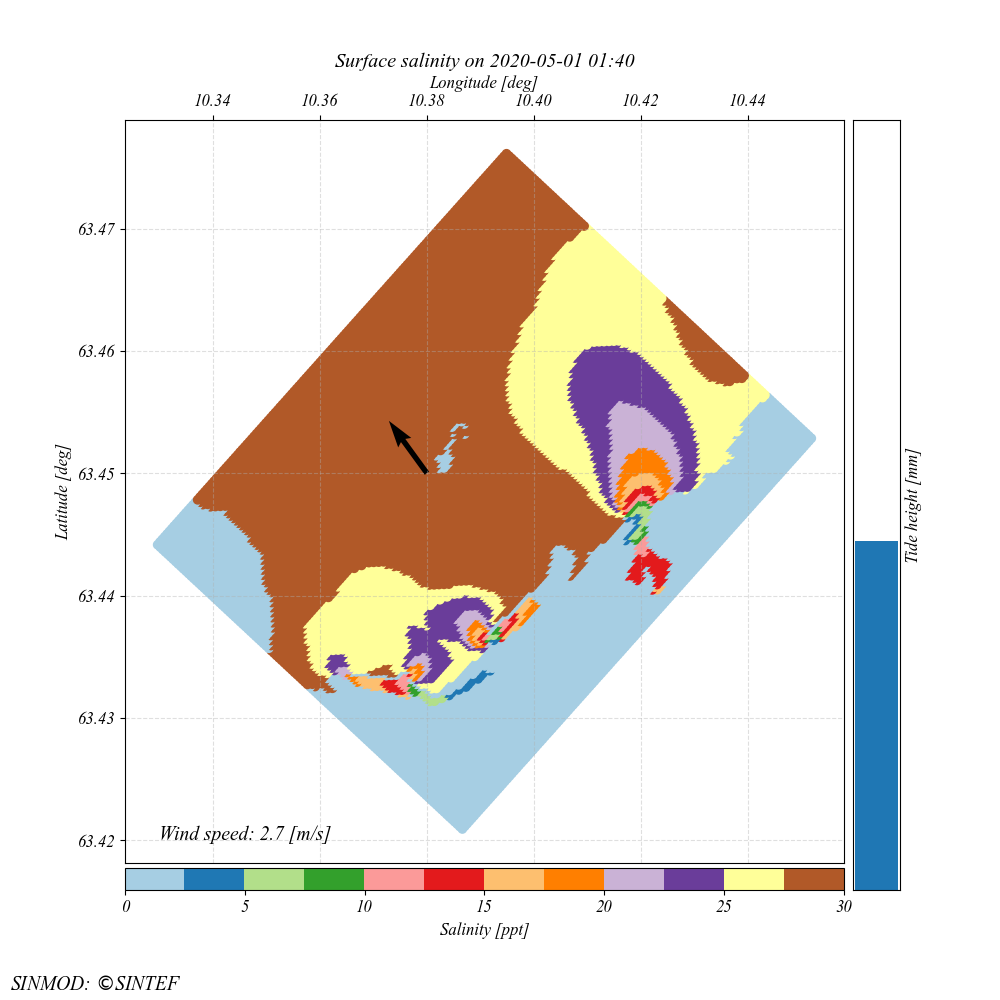 Surface salinity on 2020-05-01 01:40
Longitude [deg]
10.34 10.36 10.38 10.40 10.42 10.44
63.47
63.46
63.45
63.44
63.43
63.42
Latitude [deg]
Tide height [mm]
Wind speed: 2.7 [m/s]
0 5 10 15 20 25 30
Salinity [ppt]
SINMOD: ©SINTEF